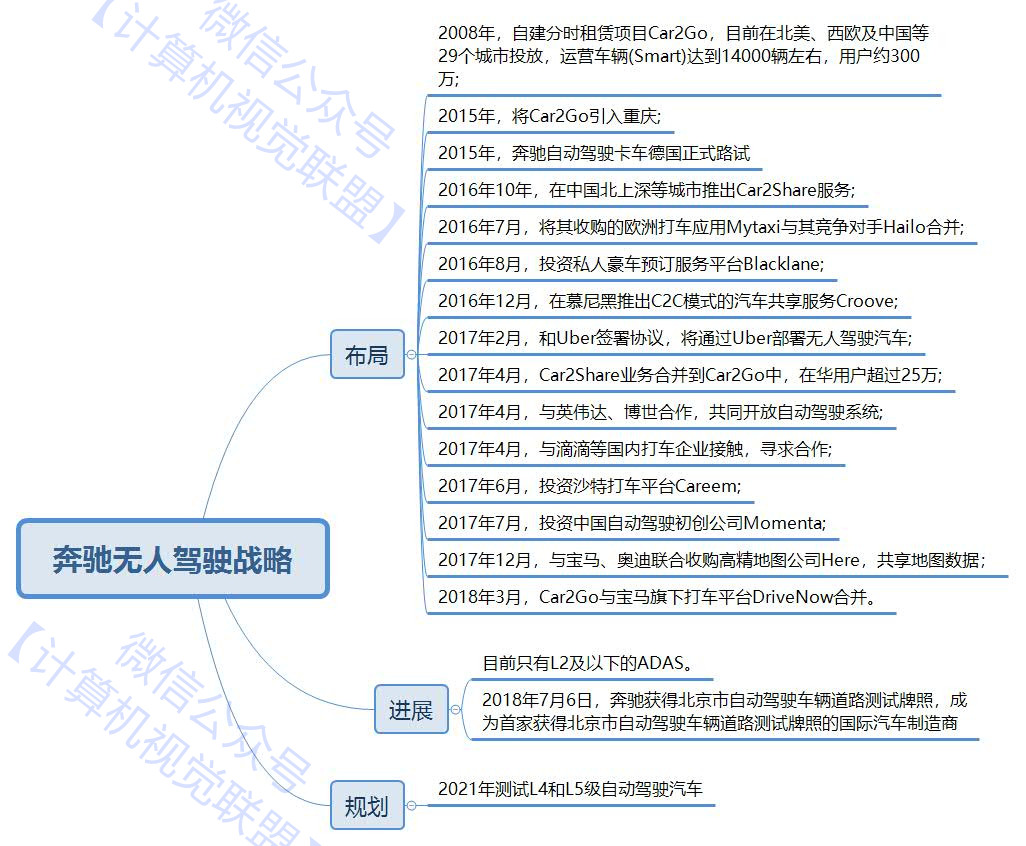 微信公众号
【计算机视觉联盟】
2008年，自建分时租赁项目Car2Go，目前在北美、西欧及中国等
29个城市投放，运营车辆(Smart)达到14000辆左右，用户约300
万;
2015年，将Car2Go引入重庆;
2015年，奔驰自动驾驶卡车德国正式路试
2016年10年，在中国北上深等城市推出Car2Share服务;
2016年7月，将其收购的欧洲打车应用Mytaxi与其竞争对手Hailo合并;
2016年8月，投资私人豪车预订服务平台Blacklane;
2016年12月，在慕尼黑推出C2C模式的汽车共享服务Croove;
布局
2017年2月，和Uber签署协议，将通过Uber部署无人驾驶汽车;
2017年4月，Car2Share业务合并到Car2Go中，在华用户超过25万;
2017年4月，与英伟达、博世合作，共同开放自动驾驶系统;
2017年4月，与滴滴等国内打车企业接触，寻求合作;
2017年6月，投资沙特打车平台Careem;
2017年7月，投资中国自动驾驶初创公司Momenta;
2017年12月，与宝马、奥迪联合收购高精地图公司Here，共享地图数据；
2018年3月，Car2Go与宝马旗下打车平台DriveNow合并。
奔驰无人驾驶战略
进展
目前只有L2及以下的ADAS。
2018年7月6日，奔驰获得北京市自动驾驶车辆道路测试牌照，成
为首家获得北京市自动驾驶车辆道路测试牌照的国际汽车制造商
规划
2021年测试L4和L5级自动驾驶汽车
微信公众号
【计算机视觉联盟